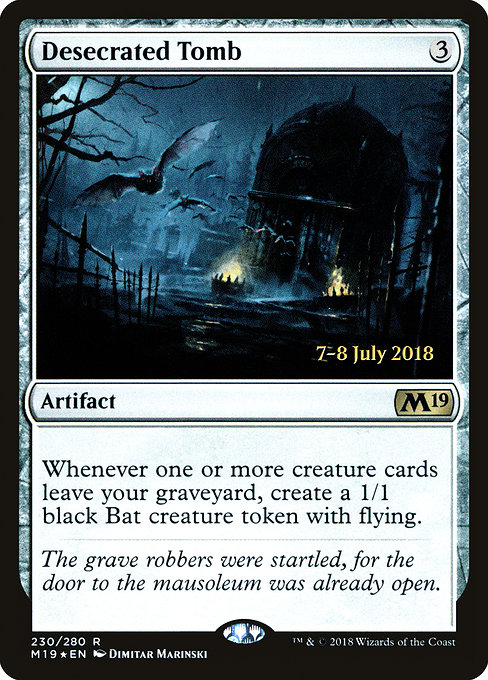 Desecrated Tomb 3
7–8 July 2018
Artifact M19
Whenever one or more creature cards
leave your graveyard, create a 1/1
black Bat creature token with flying.
The grave robbers were startled, for the
door to the mausoleum was already open.
230/280 R
™ & © 2018 Wizards of the Coast
M19★EN Dimitar Marinski